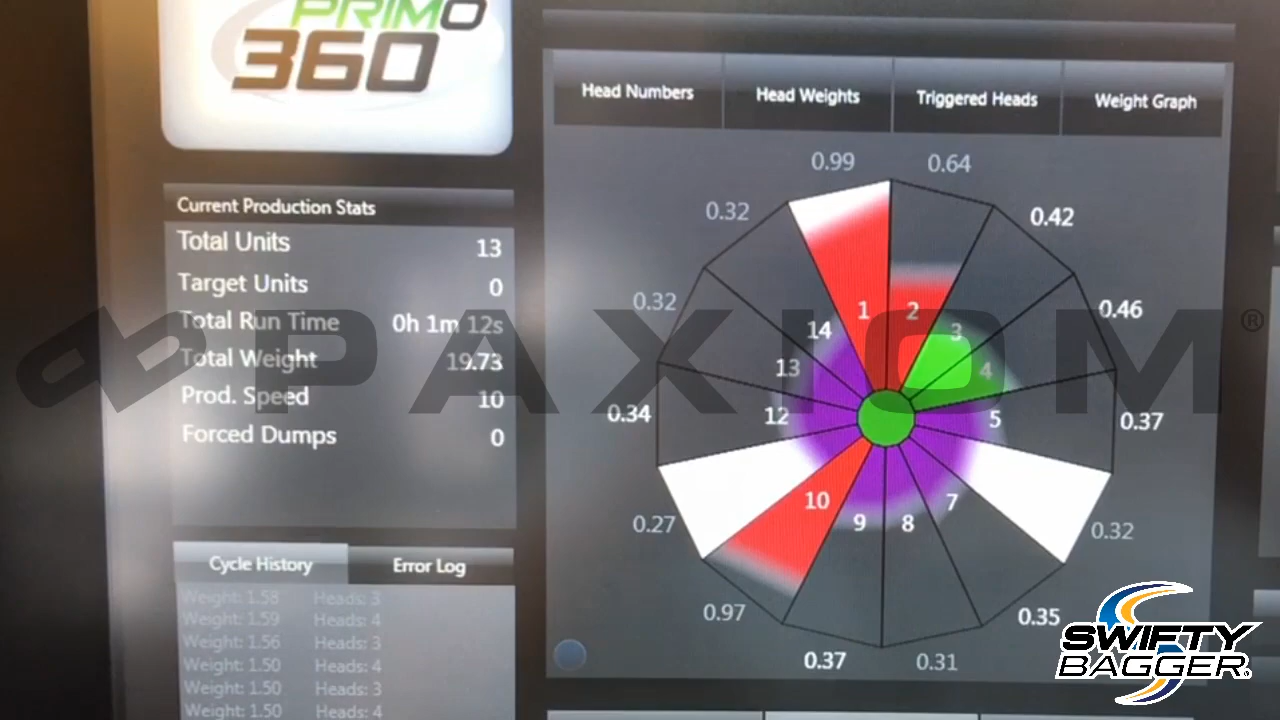 PRIMO
360
Head Numbers
Head Weights
Triggered Heads
Weight Graph
Current Production Stats
Total Units 13
Target Units 0
Total Run Time 0h 1m 12s
Total Weight 19.73
Prod. Speed 10
Forced Dumps 0
Cycle History
Error Log
Weight: 1.58 Heads: 3
Weight: 1.59 Heads: 4
Weight: 1.56 Heads: 3
Weight: 1.50 Heads: 4
Weight: 1.50 Heads: 3
Weight: 1.50 Heads: 4
0.99
0.64
0.32
0.42
0.32
0.46
0.34
0.37
0.27
0.32
0.97
0.35
0.37
0.31
1
2
14
3
13
4
12
5
10
7
9
8
PAXIOM®
SWIFTY
BAGGER®